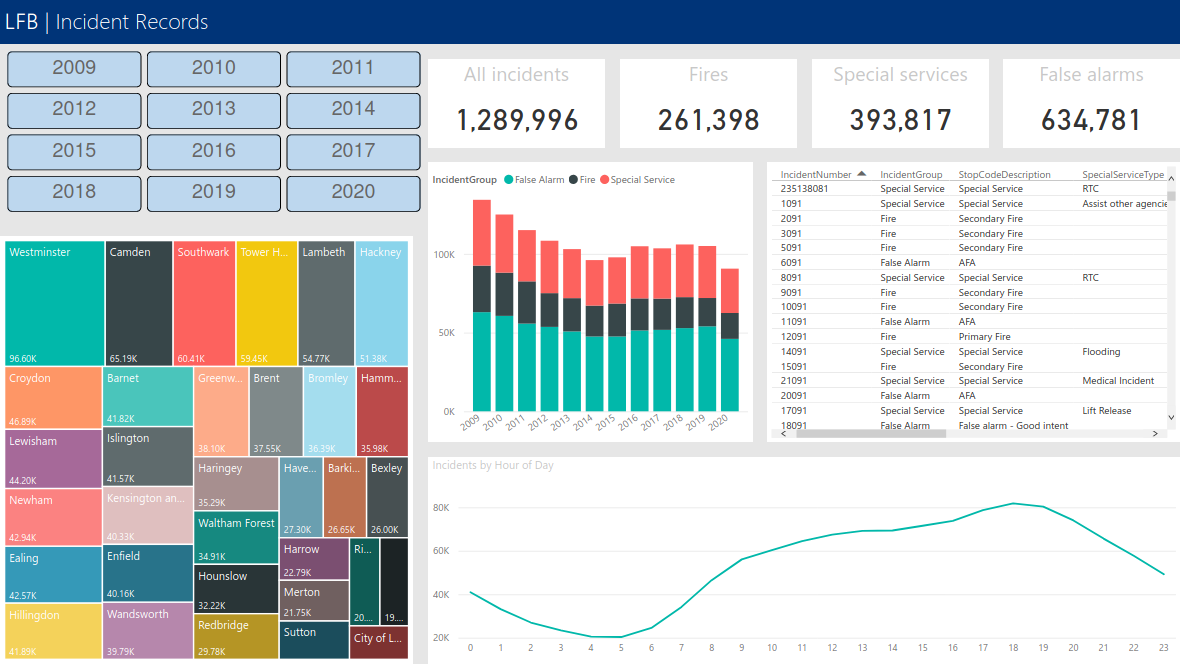 LFB | Incident Records
2009 2010 2011
2012 2013 2014
2015 2016 2017
2018 2019 2020
All incidents
1,289,996
Fires
261,398
Special services
393,817
False alarms
634,781
Westminster
96.60K
Camden
65.19K
Southwark
60.41K
Tower H...
59.45K
Lambeth
54.77K
Hackney
51.38K
Croydon
46.89K
Lewisham
44.20K
Newham
42.94K
Ealing
42.57K
Hillingdon
41.89K
Barnet
41.82K
Islington
41.57K
Kensington an...
40.33K
Enfield
40.16K
Wandsworth
39.79K
Greenw...
38.10K
Brent
37.55K
Bromley
36.39K
Hamm...
35.98K
Haringey
35.29K
Waltham Forest
34.91K
Hounslow
32.22K
Redbridge
29.78K
Have...
27.30K
Barki...
26.65K
Bexley
26.00K
Harrow
22.79K
Merton
21.75K
Sutton
Ri...
20....
19....
City of L...
IncidentGroup False Alarm Fire Special Service
100K
50K
0K
2009 2010 2011 2012 2013 2014 2015 2016 2017 2018 2019 2020
IncidentNumber IncidentGroup StopCodeDescription SpecialServiceType
235138081 Special Service Special Service RTC
1091 Special Service Special Service Assist other agencie
2091 Fire Secondary Fire
3091 Fire Secondary Fire
5091 Fire Secondary Fire
6091 False Alarm AFA
8091 Special Service Special Service RTC
9091 Fire Secondary Fire
10091 Fire Secondary Fire
11091 False Alarm AFA
12091 Fire Primary Fire
14091 Special Service Special Service Flooding
15091 Fire Secondary Fire
21091 Special Service Special Service Medical Incident
20091 False Alarm AFA
17091 Special Service Special Service Lift Release
18091 False Alarm False alarm - Good intent
Incidents by Hour of Day
80K
60K
40K
20K
0 1 2 3 4 5 6 7 8 9 10 11 12 13 14 15 16 17 18 19 20 21 22 23